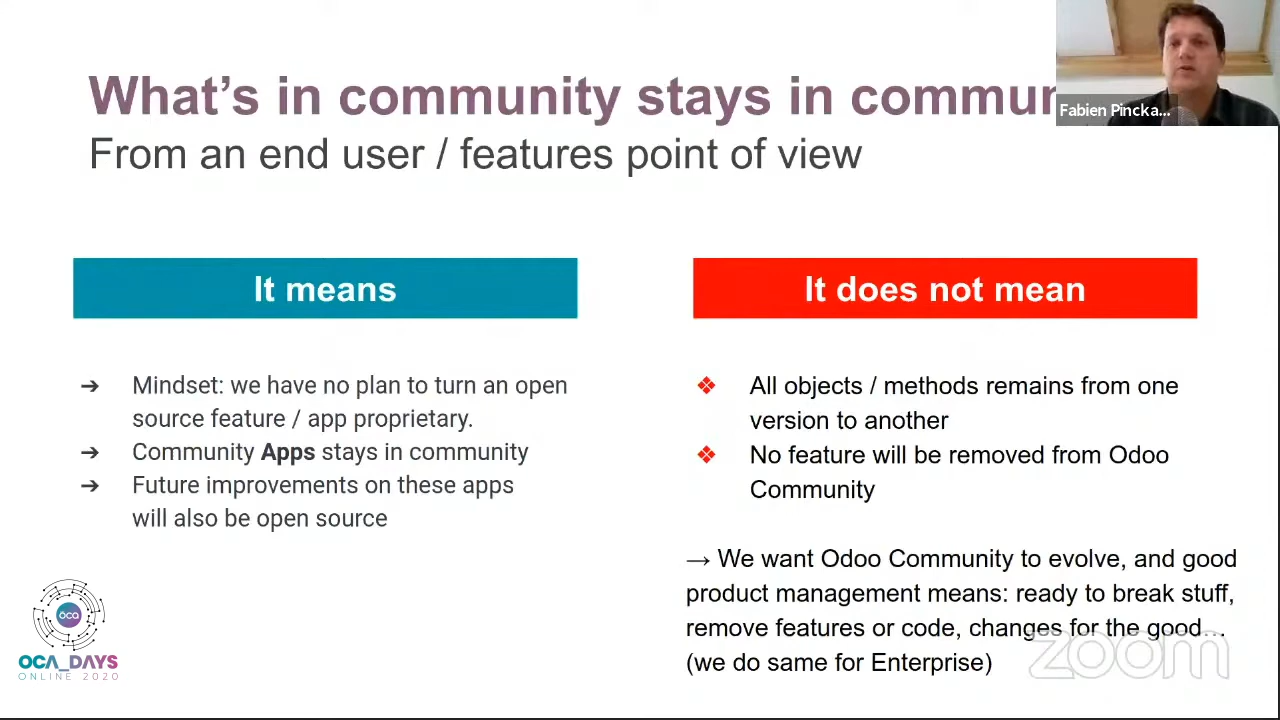 What's in community stays in commun
Fabien Pincka...
From an end user / features point of view
It means
➔ Mindset: we have no plan to turn an open
source feature / app proprietary.
➔ Community Apps stays in community
➔ Future improvements on these apps
will also be open source
It does not mean
❖ All objects / methods remains from one
version to another
❖ No feature will be removed from Odoo
Community
→ We want Odoo Community to evolve, and good
product management means: ready to break stuff,
remove features or code, changes for the good…
(we do same for Enterprise)
oca
OCA_DAYS
ONLINE 2020
zoom